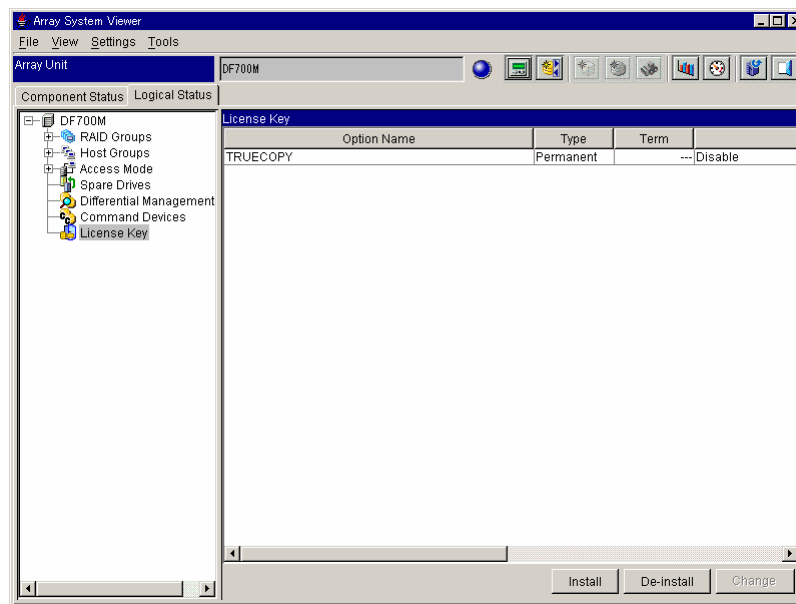 Array System Viewer
File View Settings Tools
Array Unit
DF700M
Component Status Logical Status
DF700M
RAID Groups
Host Groups
Access Mode
Spare Drives
Differential Management
Command Devices
License Key
License Key
Option Name Type Term
TRUECOPY Permanent --- Disable
Install De-install Change